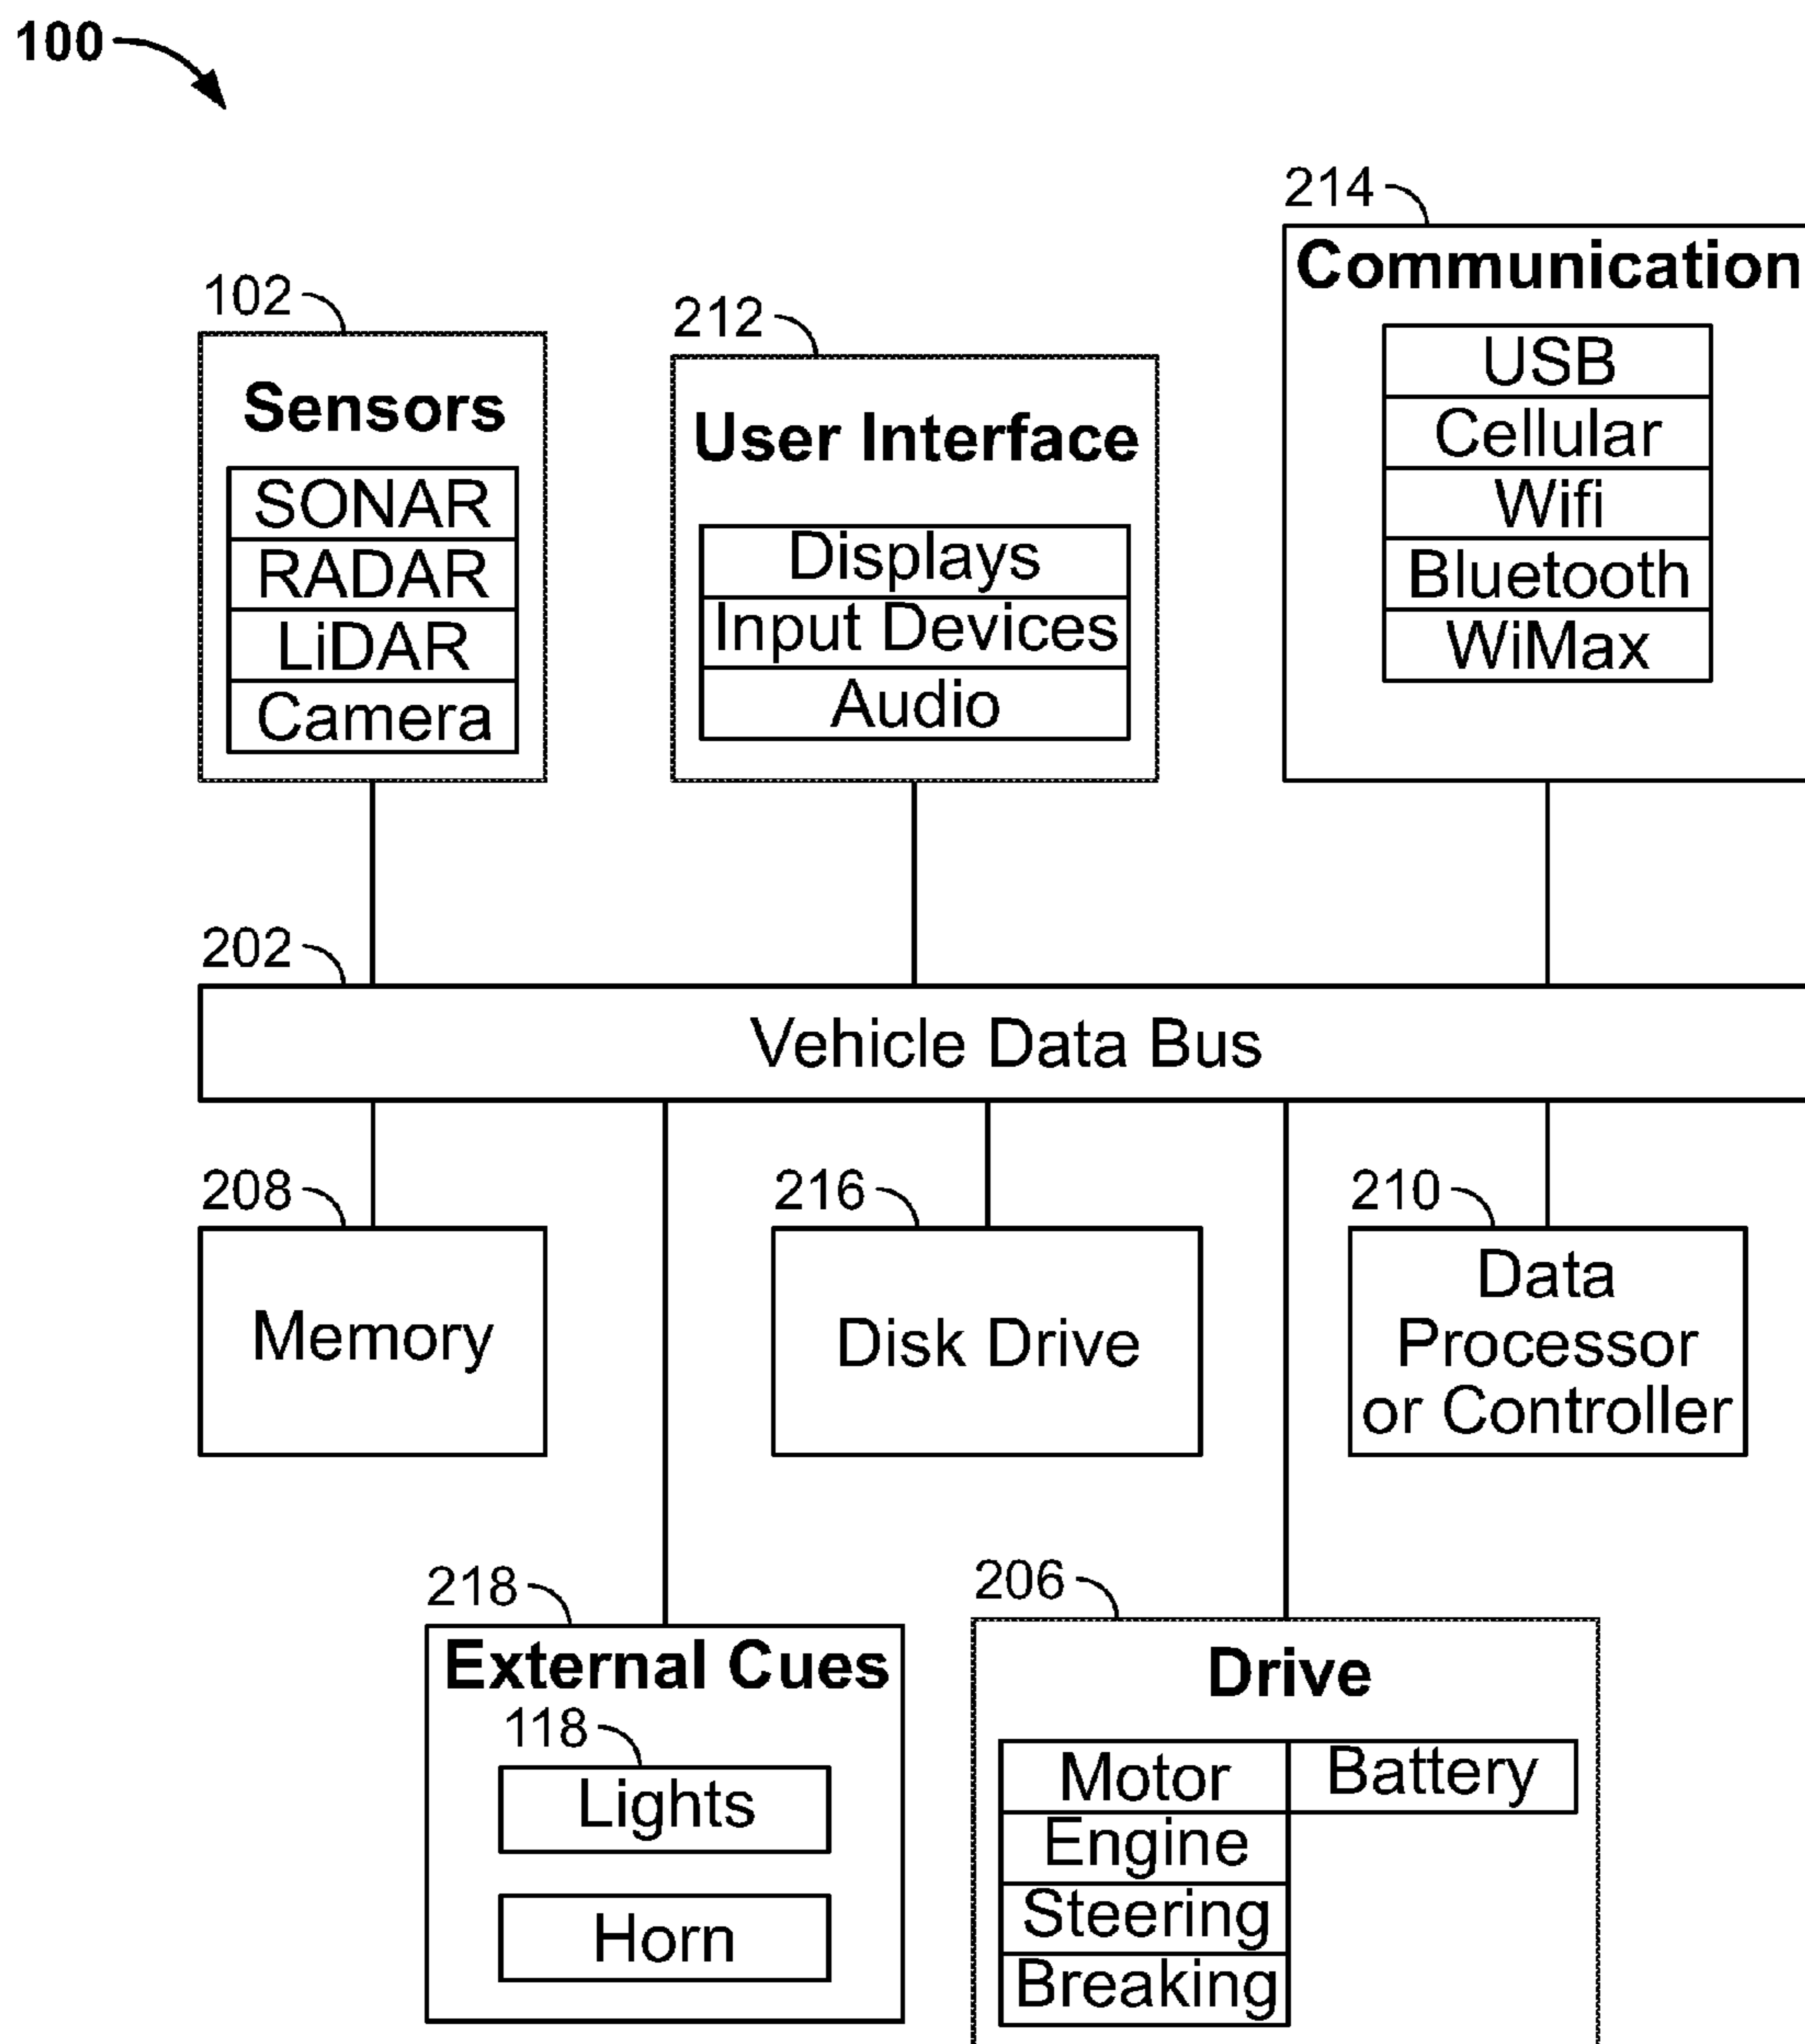 100
102
Sensors
SONAR
RADAR
LiDAR
Camera
212
User Interface
Displays
Input Devices
Audio
214
Communication
USB
Cellular
Wifi
Bluetooth
WiMax
202
Vehicle Data Bus
208
Memory
216
Disk Drive
210
Data
Processor
or Controller
218
External Cues
118
Lights
Horn
206
Drive
Motor
Battery
Engine
Steering
Breaking